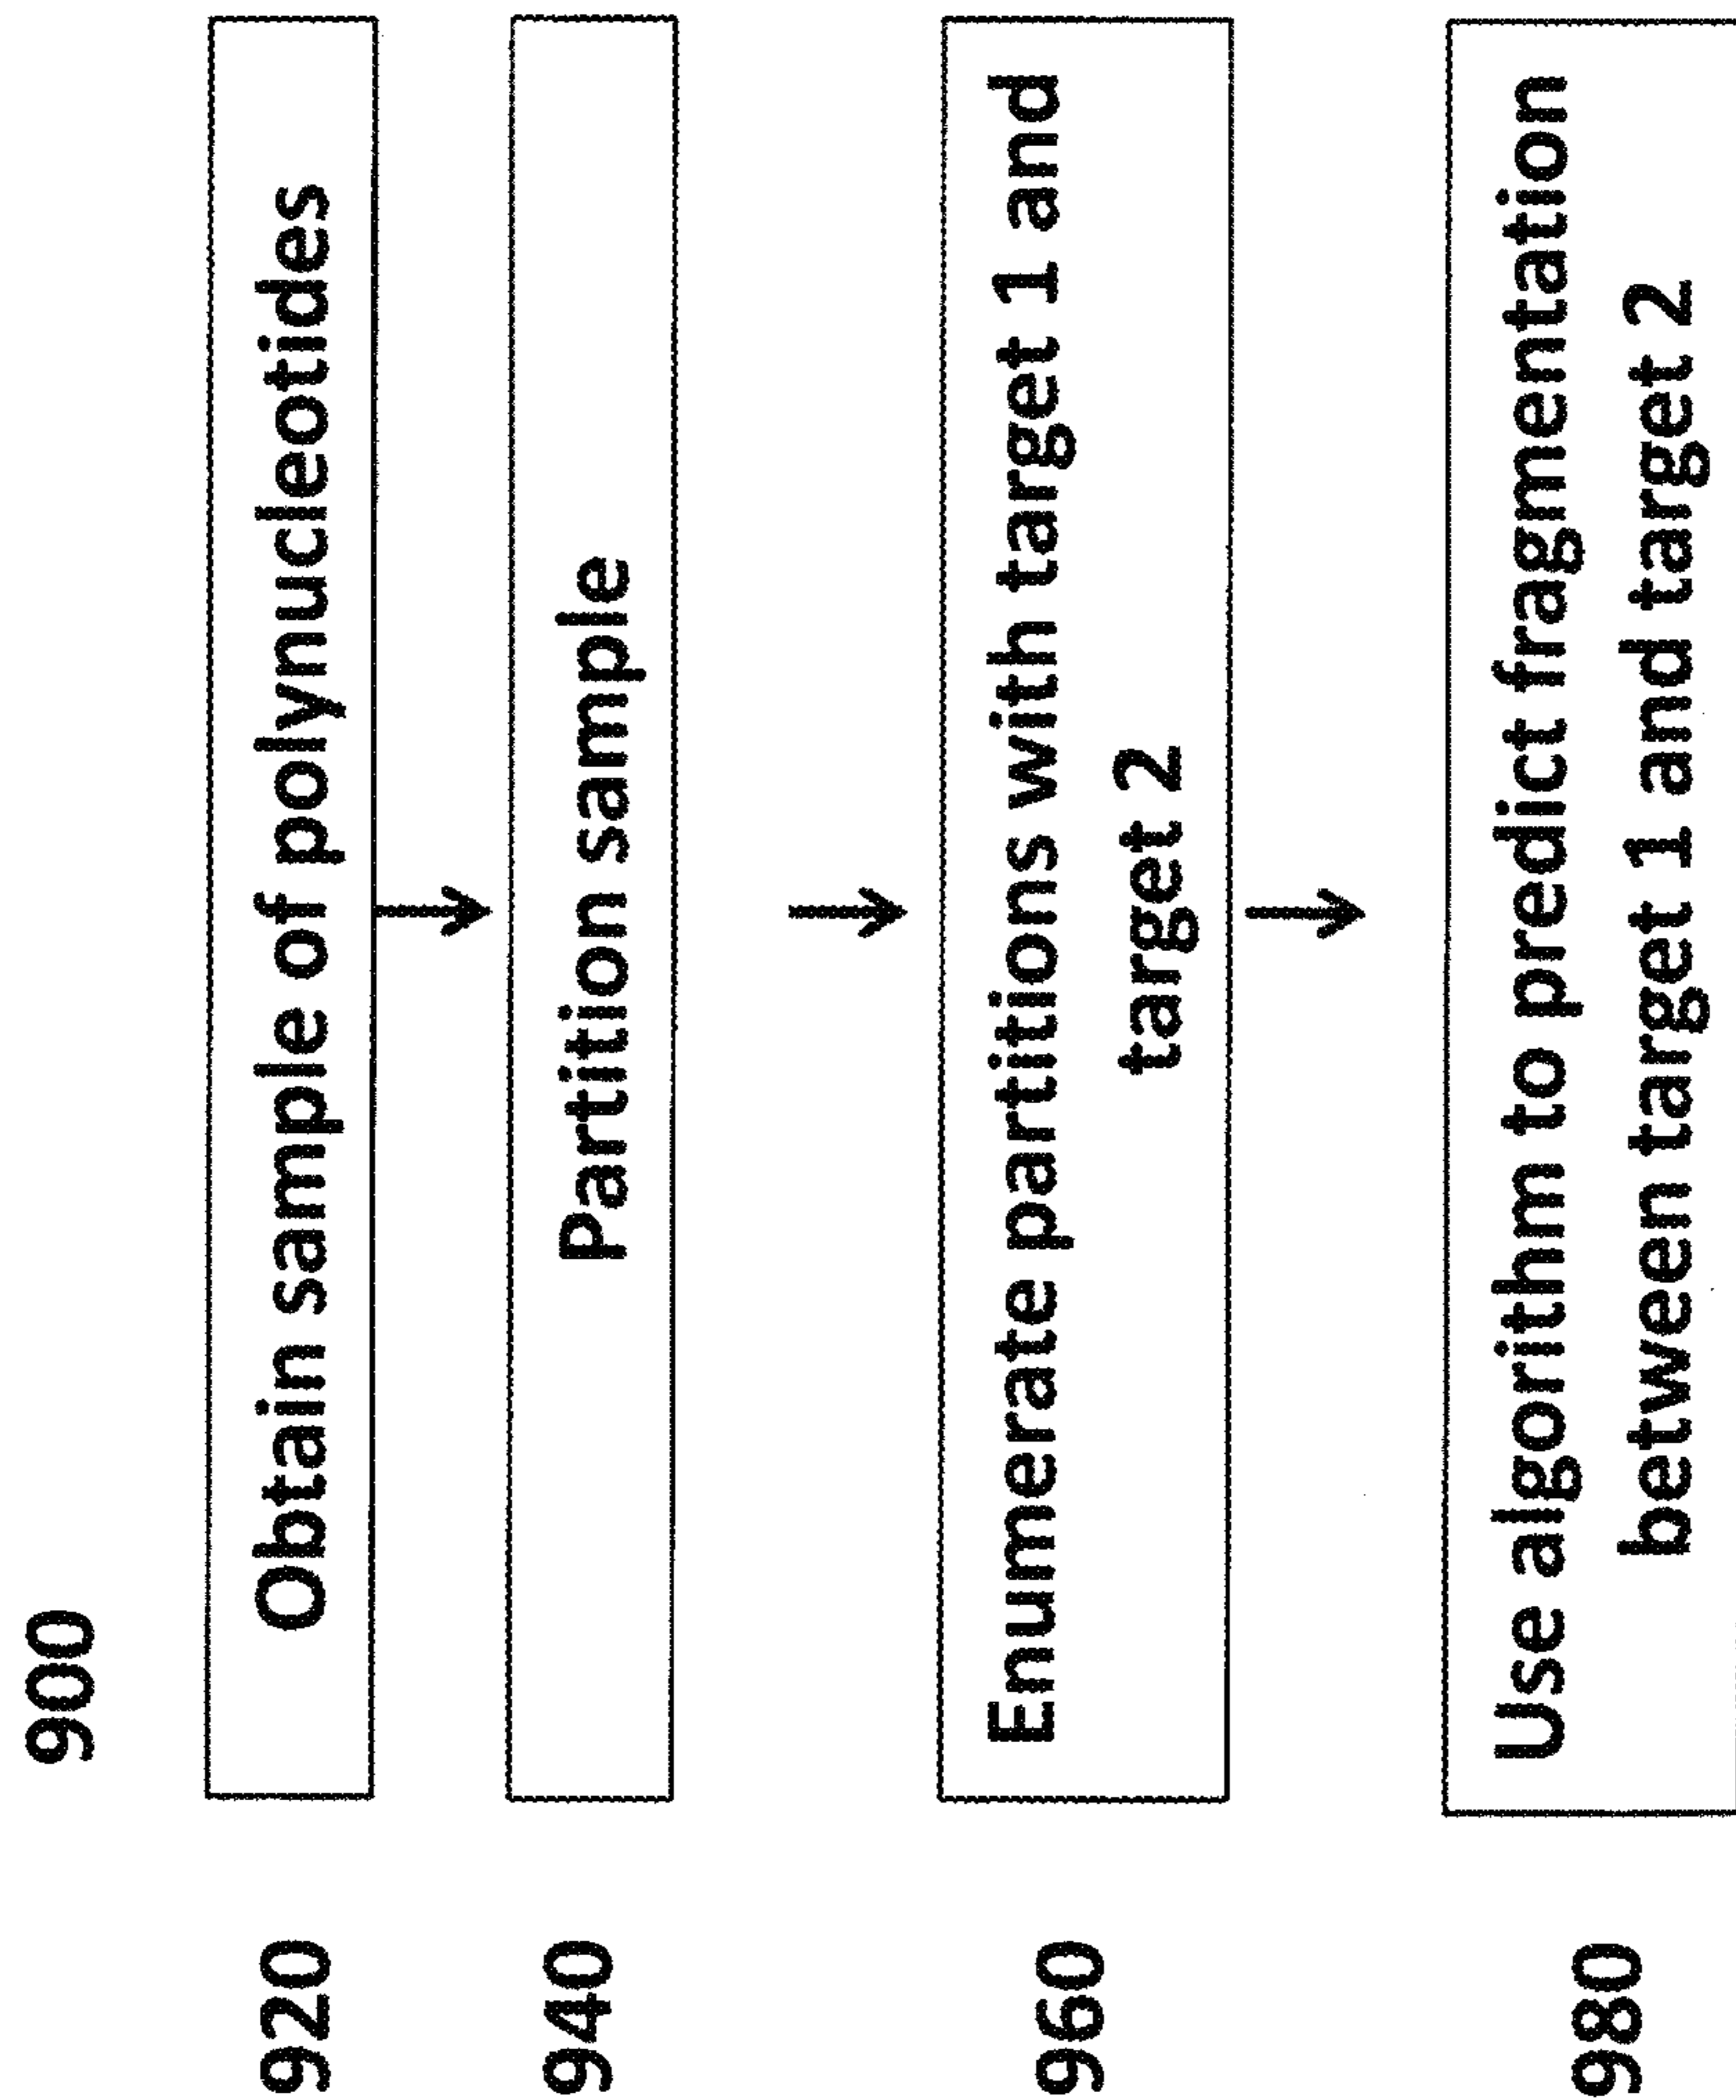 900
920
Obtain sample of polynucleotides
940
Partition sample
960
Enumerate partitions with target 1 and
target 2
980
Use algorithm to predict fragmentation
between target 1 and target 2